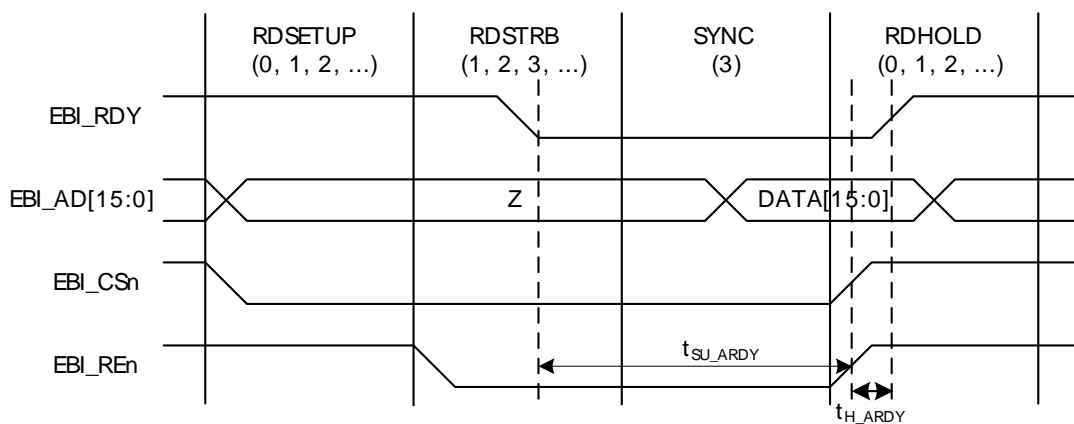 RDSETUP
(0, 1, 2, ...)
RDSTRB
(1, 2, 3, ...)
SYNC
(3)
RDHOLD
(0, 1, 2, ...)
EBI_RDY
EBI_AD[15:0]
Z
DATA[15:0]
EBI_CSn
EBI_REn
tSU_ARDY
tH_ARDY